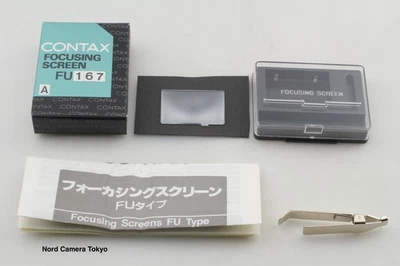 CONTAX
FOCUSING
SCREEN
FU167
A
FOCUSING SCREEN
フォーカシングスクリーン
FUタイプ
Focusing Screens FU Type
Nord Camera Tokyo